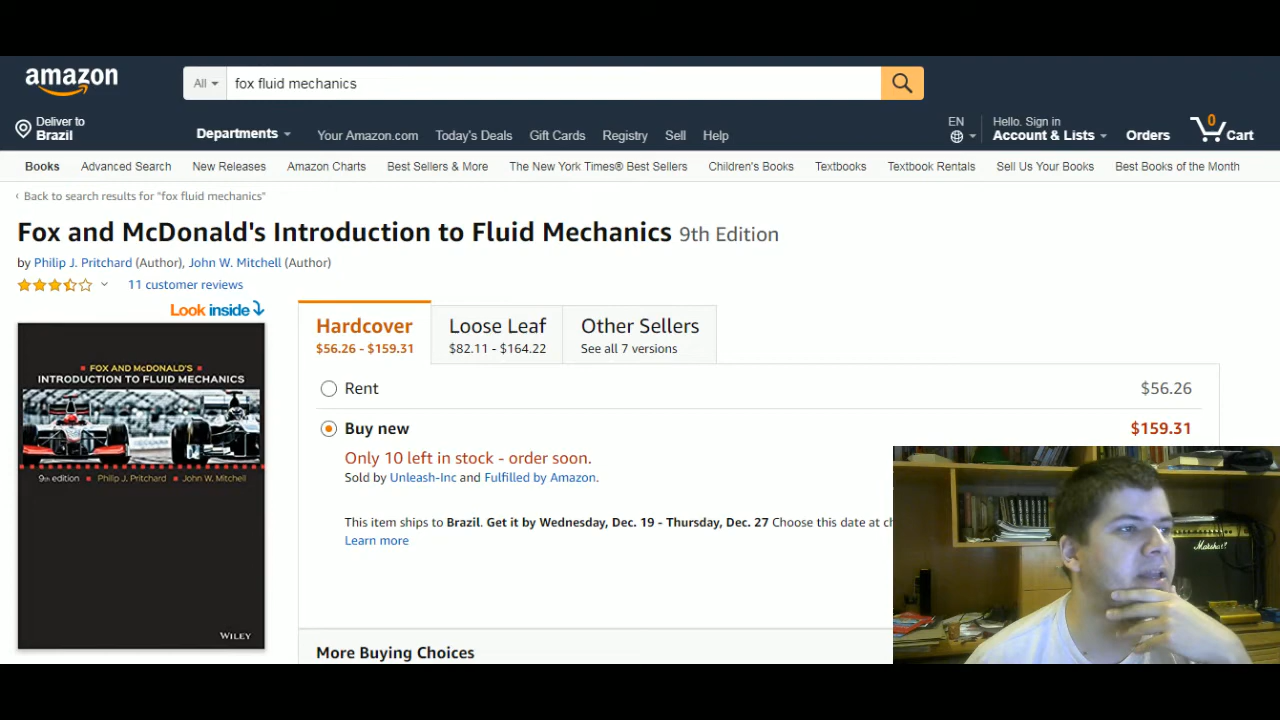 amazon
All
fox fluid mechanics
Deliver to
Brazil
Departments
Your Amazon.com
Today's Deals
Gift Cards
Registry
Sell
Help
EN
Hello. Sign in
Account & Lists
Orders
0
Cart
Books
Advanced Search
New Releases
Amazon Charts
Best Sellers & More
The New York Times® Best Sellers
Children's Books
Textbooks
Textbook Rentals
Sell Us Your Books
Best Books of the Month
‹ Back to search results for "fox fluid mechanics"
Fox and McDonald's Introduction to Fluid Mechanics 9th Edition
by Philip J. Pritchard (Author), John W. Mitchell (Author)
11 customer reviews
Look inside
FOX AND McDONALD'S
INTRODUCTION TO FLUID MECHANICS
9th edition ■ Philip J. Pritchard ■ John W. Mitchell
WILEY
Hardcover
$56.26 - $159.31
Loose Leaf
$82.11 - $164.22
Other Sellers
See all 7 versions
Rent
$56.26
Buy new
$159.31
Only 10 left in stock - order soon.
Sold by Unleash-Inc and Fulfilled by Amazon.
This item ships to Brazil. Get it by Wednesday, Dec. 19 - Thursday, Dec. 27 Choose this date at
Learn more
More Buying Choices
Marshall